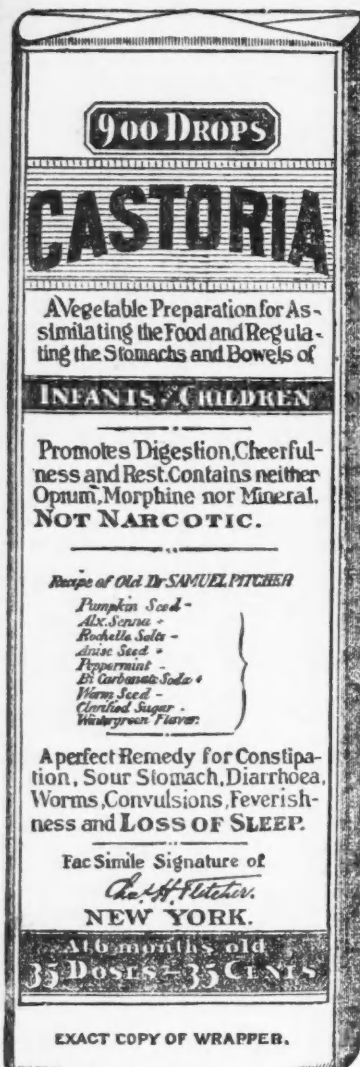 900 DROPS
CASTORIA
A Vegetable Preparation for As-
similating the Food and Regula-
ting the Stomachs and Bowels of
INFANTS AND CHILDREN
Promotes Digestion, Cheerful-
ness and Rest. Contains neither
Opium, Morphine nor Mineral.
NOT NARCOTIC.
Recipe of Old Dr SAMUEL PITCHER
Pumpkin Seed -
Alx. Senna +
Rochelle Salts -
Anise Seed +
Peppermint -
Bi Carbonate Soda +
Worm Seed -
Clarified Sugar .
Wintergreen Flavor.
A perfect Remedy for Constipa-
tion, Sour Stomach, Diarrhoea,
Worms, Convulsions, Feverish-
ness and LOSS OF SLEEP.
Fac Simile Signature of
Chas. H. Fletcher.
NEW YORK.
At 6 months old
35 DOSES - 35 CENTS
EXACT COPY OF WRAPPER.